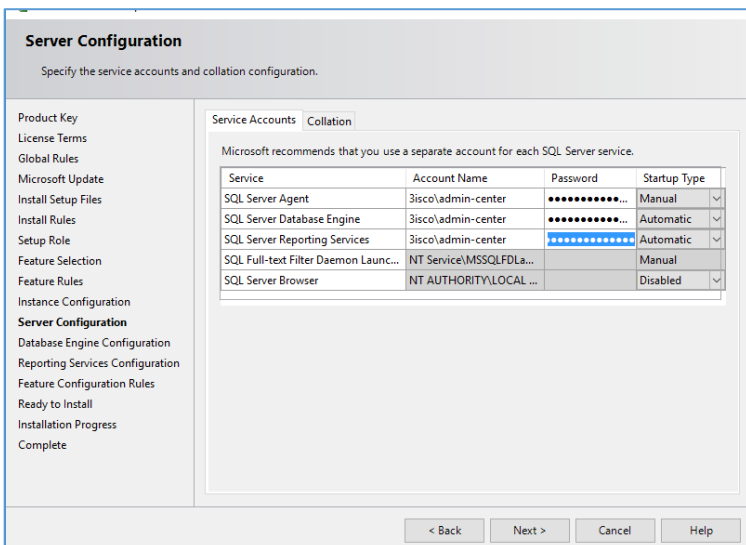 Server Configuration
Specify the service accounts and collation configuration.
Product Key
License Terms
Global Rules
Microsoft Update
Install Setup Files
Install Rules
Setup Role
Feature Selection
Feature Rules
Instance Configuration
Server Configuration
Database Engine Configuration
Reporting Services Configuration
Feature Configuration Rules
Ready to Install
Installation Progress
Complete
Service Accounts Collation
Microsoft recommends that you use a separate account for each SQL Server service.
Service Account Name Password Startup Type
SQL Server Agent 3isco\admin-center ●●●●●●●●●●●... Manual
SQL Server Database Engine 3isco\admin-center ●●●●●●●●●●●... Automatic
SQL Server Reporting Services 3isco\admin-center ●●●●●●●●●●●●● Automatic
SQL Full-text Filter Daemon Launc... NT Service\MSSQLFDLa... Manual
SQL Server Browser NT AUTHORITY\LOCAL ... Disabled
< Back Next > Cancel Help